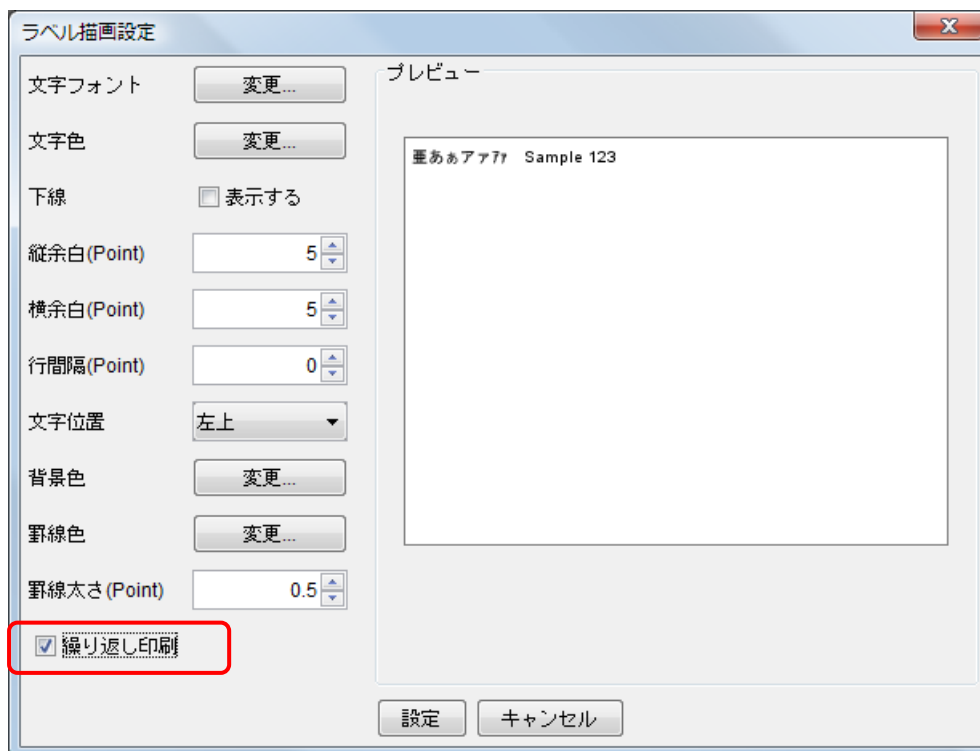 ラベル描画設定
文字フォント 変更...
文字色 変更...
下線 表示する
縦余白(Point) 5
横余白(Point) 5
行間隔(Point) 0
文字位置 左上
背景色 変更...
罫線色 変更...
罫線太さ(Point) 0.5
繰り返し印刷
プレビュー
亜あぁアァｱｧ　Sample 123
設定 キャンセル